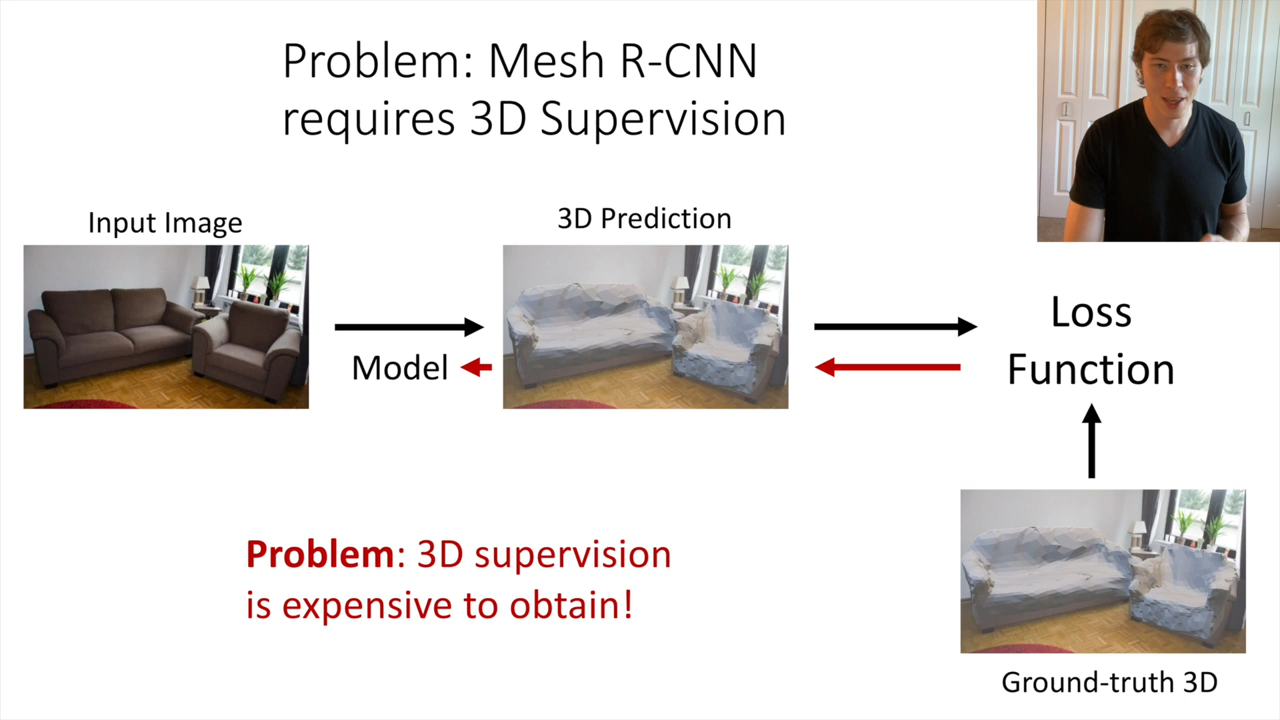 Problem: Mesh R-CNN
requires 3D Supervision
Input Image
3D Prediction
Model
Loss
Function
Problem: 3D supervision
is expensive to obtain!
Ground-truth 3D